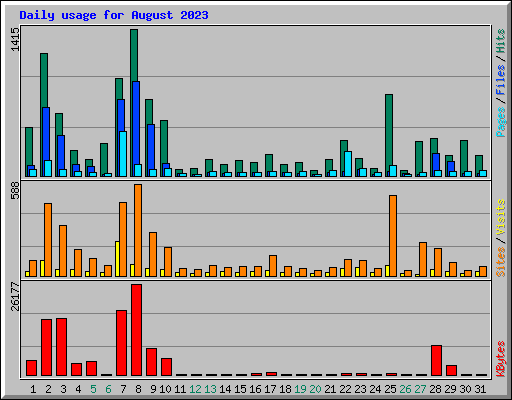 Daily usage for August 2023
1415
Pages / Files / Hits
588
Sites / Visits
26177
KBytes
1 2 3 4 5 6 7 8 9 10 11 12 13 14 15 16 17 18 19 20 21 22 23 24 25 26 27 28 29 30 31